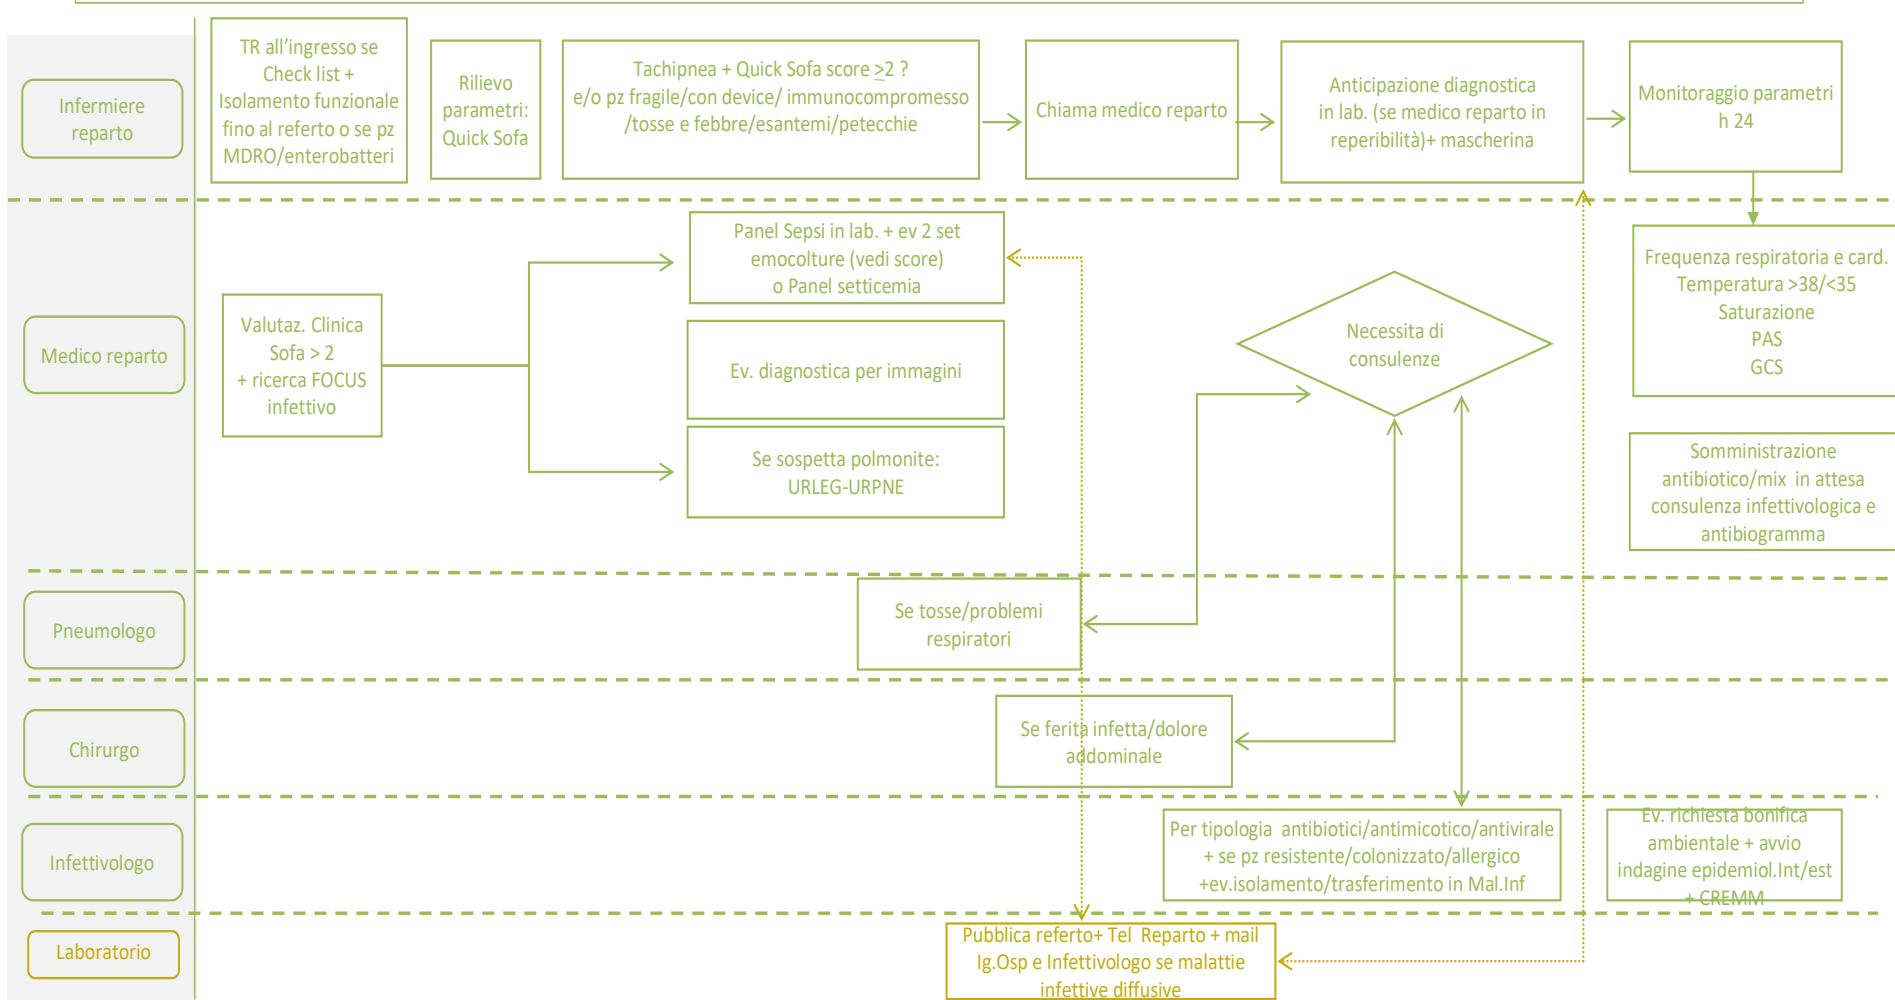 Infermiere
reparto
TR all'ingresso se
Check list +
Isolamento funzionale
fino al referto o se pz
MDRO/enterobatteri
Rilievo
parametri:
Quick Sofa
Tachipnea + Quick Sofa score >2 ?
e/o pz fragile/con device/ immunocompromesso
/tosse e febbre/esantemi/petecchie
Chiama medico reparto
Anticipazione diagnostica
in lab. (se medico reparto in
reperibilità)+ mascherina
Monitoraggio parametri
h 24
Medico reparto
Valutaz. Clinica
Sofa > 2
+ ricerca FOCUS
infettivo
Panel Sepsi in lab. + ev 2 set
emocolture (vedi score)
o Panel setticemia
Ev. diagnostica per immagini
Se sospetta polmonite:
URLEG-URPNE
Necessita di
consulenze
Frequenza respiratoria e card.
Temperatura >38/<35
Saturazione
PAS
GCS
Somministrazione
antibiotico/mix in attesa
consulenza infettivologica e
antibiogramma
Pneumologo
Se tosse/problemi
respiratori
Chirurgo
Se ferita infetta/dolore
addominale
Infettivologo
Per tipologia antibiotici/antimicotico/antivirale
+ se pz resistente/colonizzato/allergico
+ev.isolamento/trasferimento in Mal.Inf
Ev. richiesta bonifica
ambientale + avvio
indagine epidemiol.Int/est
+ CREMM
Laboratorio
Pubblica referto+ Tel Reparto + mail
Ig.Osp e Infettivologo se malattie
infettive diffusive